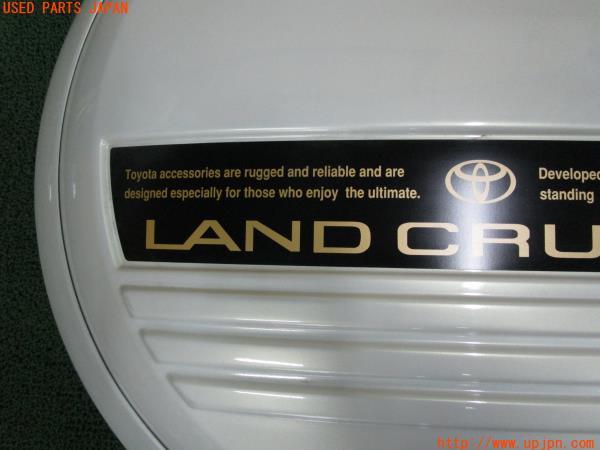 USED PARTS JAPAN
Toyota accessories are rugged and reliable and are
designed especially for those who enjoy the ultimate.
Developed
standing
LAND CRU
http://www.upjpn.com/